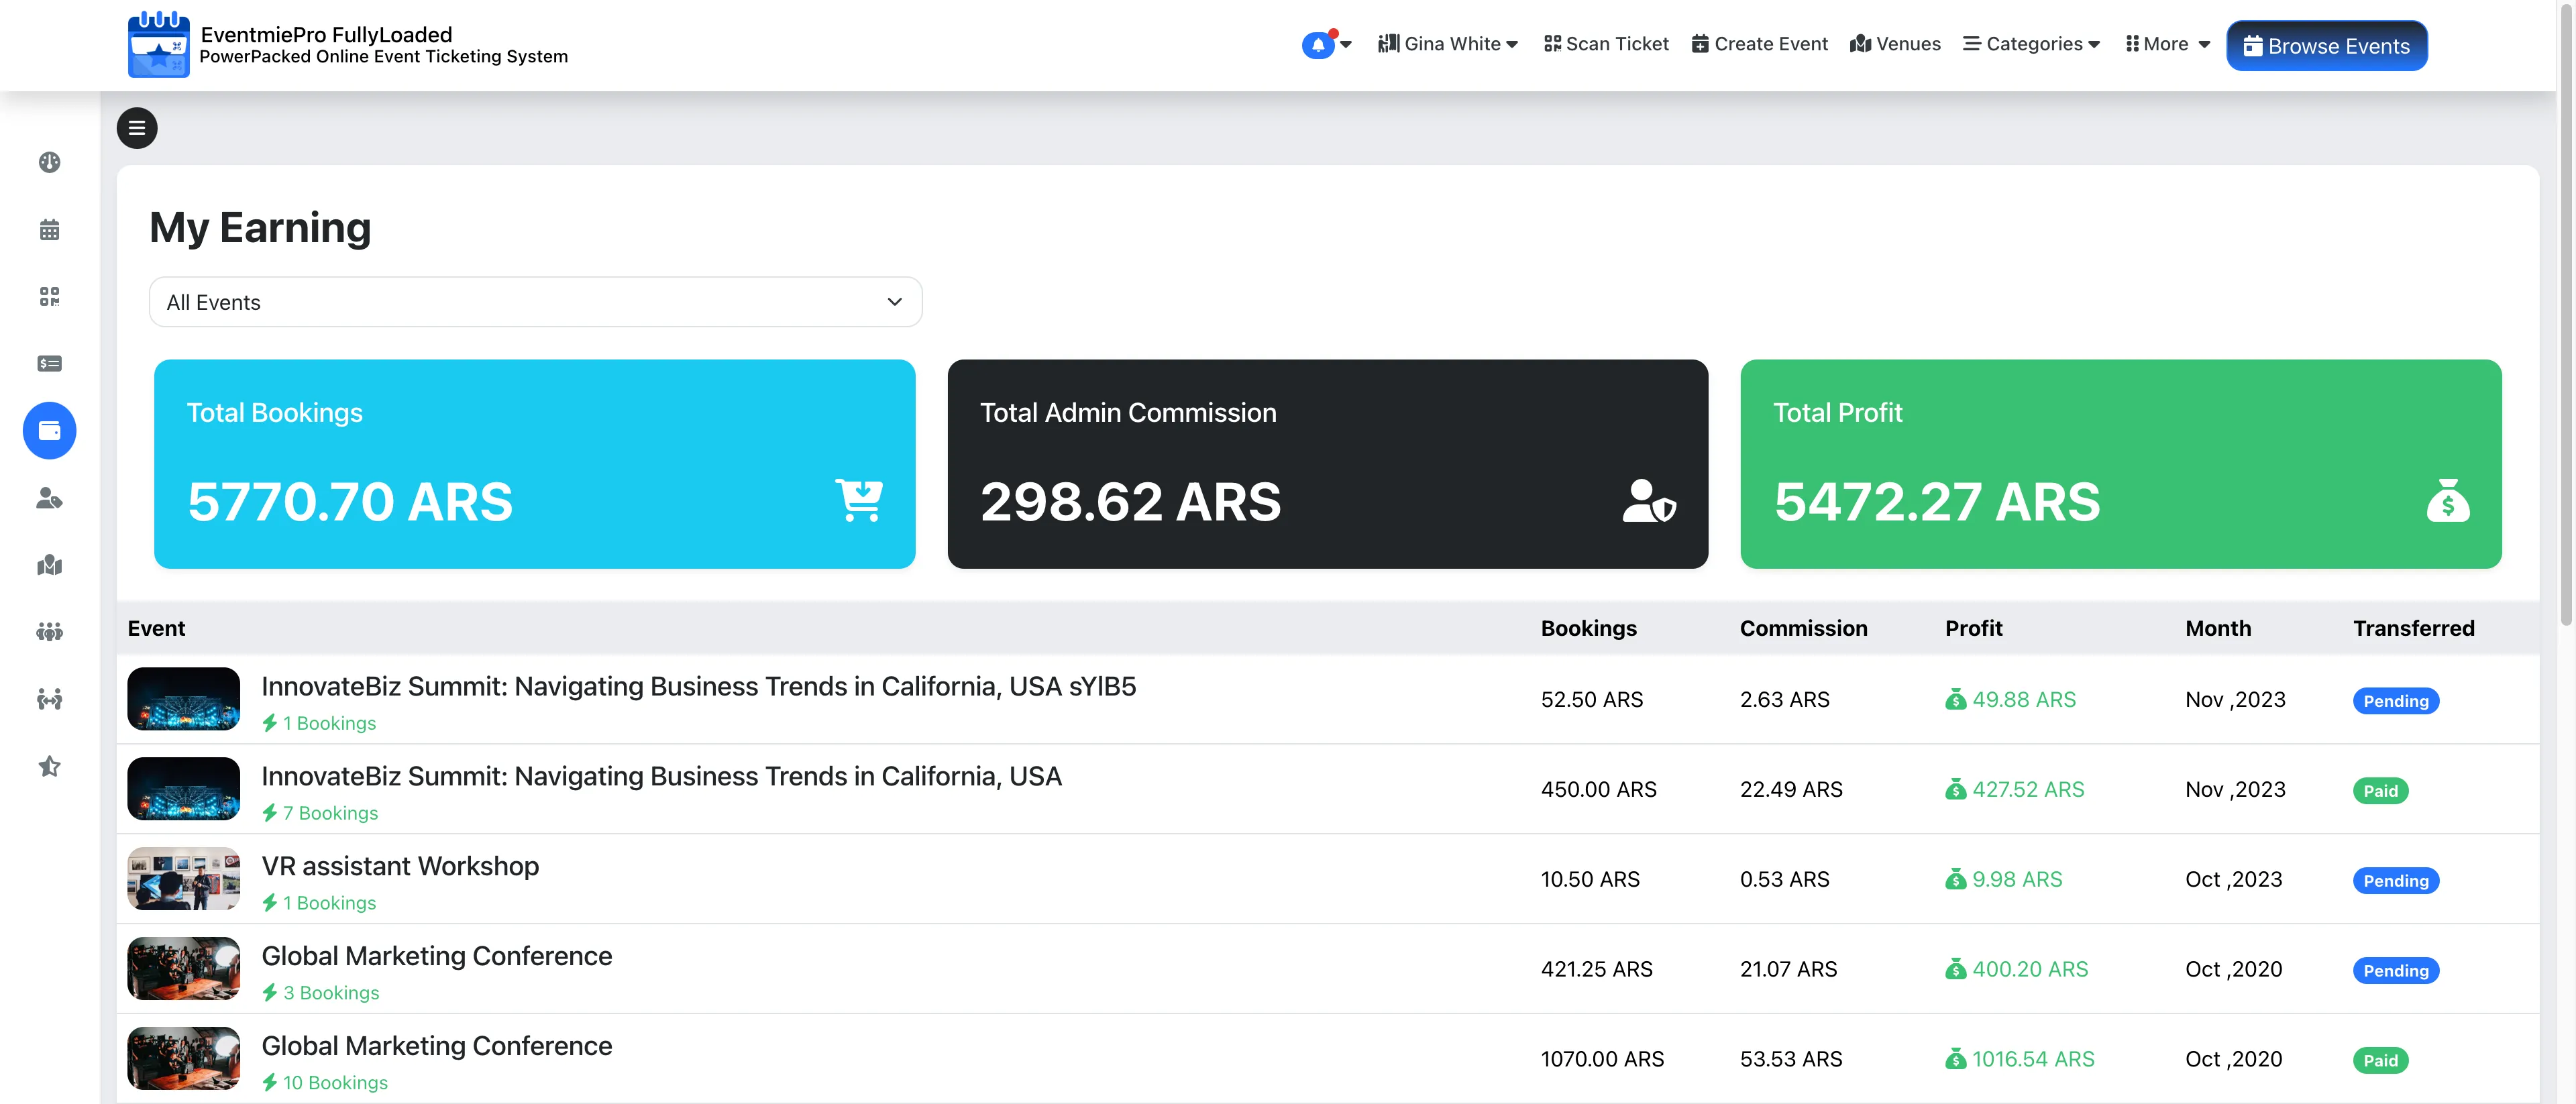 EventmiePro FullyLoaded
PowerPacked Online Event Ticketing System
Gina White
Scan Ticket
Create Event
Venues
Categories
More
Browse Events
My Earning
All Events
Total Bookings
5770.70 ARS
Total Admin Commission
298.62 ARS
Total Profit
5472.27 ARS
Event Bookings Commission Profit Month Transferred
InnovateBiz Summit: Navigating Business Trends in California, USA sYIB5
1 Bookings
52.50 ARS 2.63 ARS 49.88 ARS Nov ,2023 Pending
InnovateBiz Summit: Navigating Business Trends in California, USA
7 Bookings
450.00 ARS 22.49 ARS 427.52 ARS Nov ,2023 Paid
VR assistant Workshop
1 Bookings
10.50 ARS 0.53 ARS 9.98 ARS Oct ,2023 Pending
Global Marketing Conference
3 Bookings
421.25 ARS 21.07 ARS 400.20 ARS Oct ,2020 Pending
Global Marketing Conference
10 Bookings
1070.00 ARS 53.53 ARS 1016.54 ARS Oct ,2020 Paid